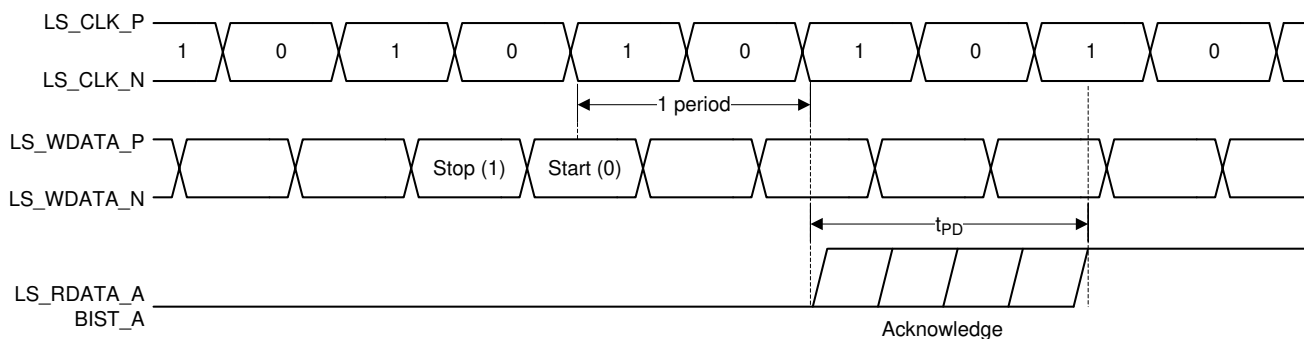 LS_CLK_P
1 0 1 0 1 0 1 0 1 0
LS_CLK_N
1 period
LS_WDATA_P
Stop (1) Start (0)
LS_WDATA_N
tPD
LS_RDATA_A
BIST_A
Acknowledge